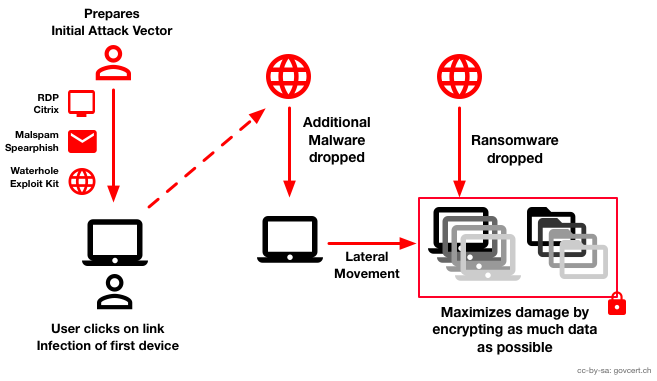 Prepares
Initial Attack Vector
RDP
Citrix
Malspam
Spearphish
Waterhole
Exploit Kit
User clicks on link
Infection of first device
Additional
Malware
dropped
Lateral
Movement
Ransomware
dropped
Maximizes damage by
encrypting as much data
as possible
cc-by-sa: govcert.ch